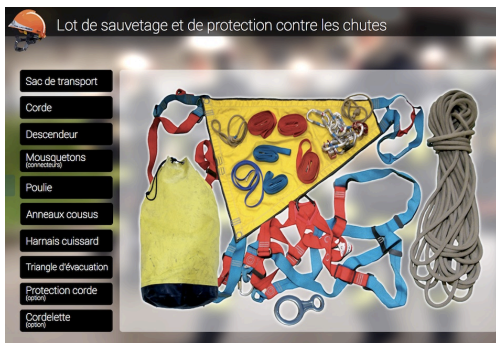 Lot de sauvetage et de protection contre les chutes
Sac de transport
Corde
Descendeur
Mousquetons
(connecteurs)
Poulie
Anneaux cousus
Harnais cuissard
Triangle d'évacuation
Protection corde
(option)
Cordelette
(option)